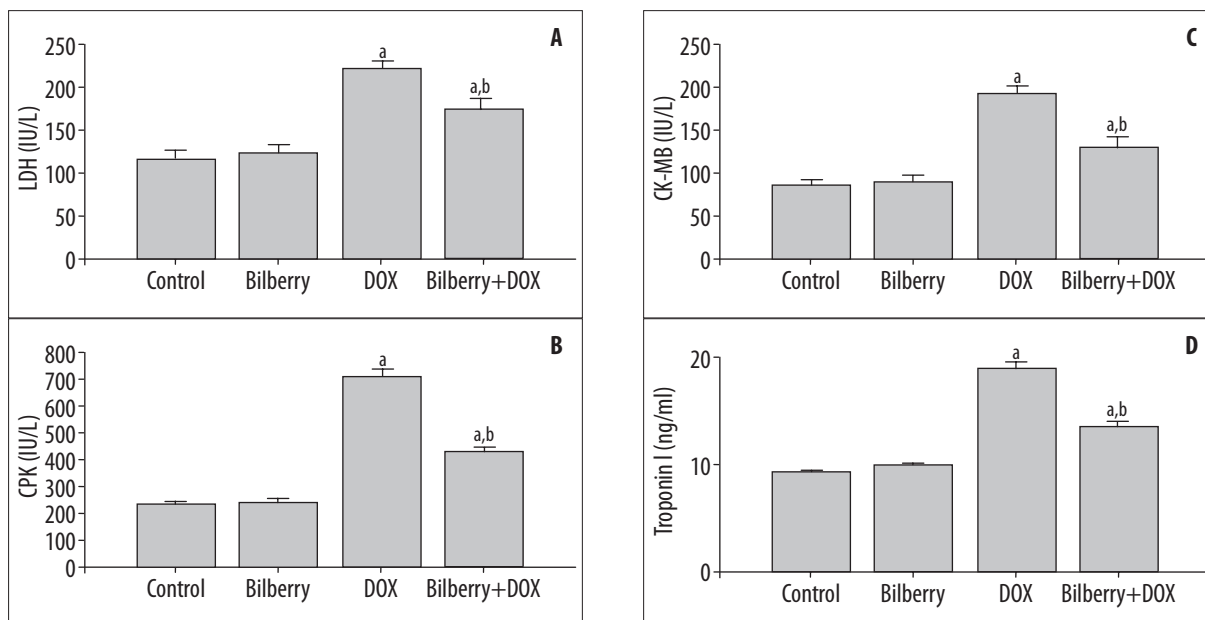 A
LDH (IU/L)
250
200
150
100
50
0
a
a,b
Control Bilberry DOX Bilberry+DOX
B
CPK (IU/L)
800
700
600
500
400
300
200
100
0
a
a,b
Control Bilberry DOX Bilberry+DOX
C
CK-MB (IU/L)
250
200
150
100
50
0
a
a,b
Control Bilberry DOX Bilberry+DOX
D
Troponin I (ng/ml)
20
10
0
a
a,b
Control Bilberry DOX Bilberry+DOX